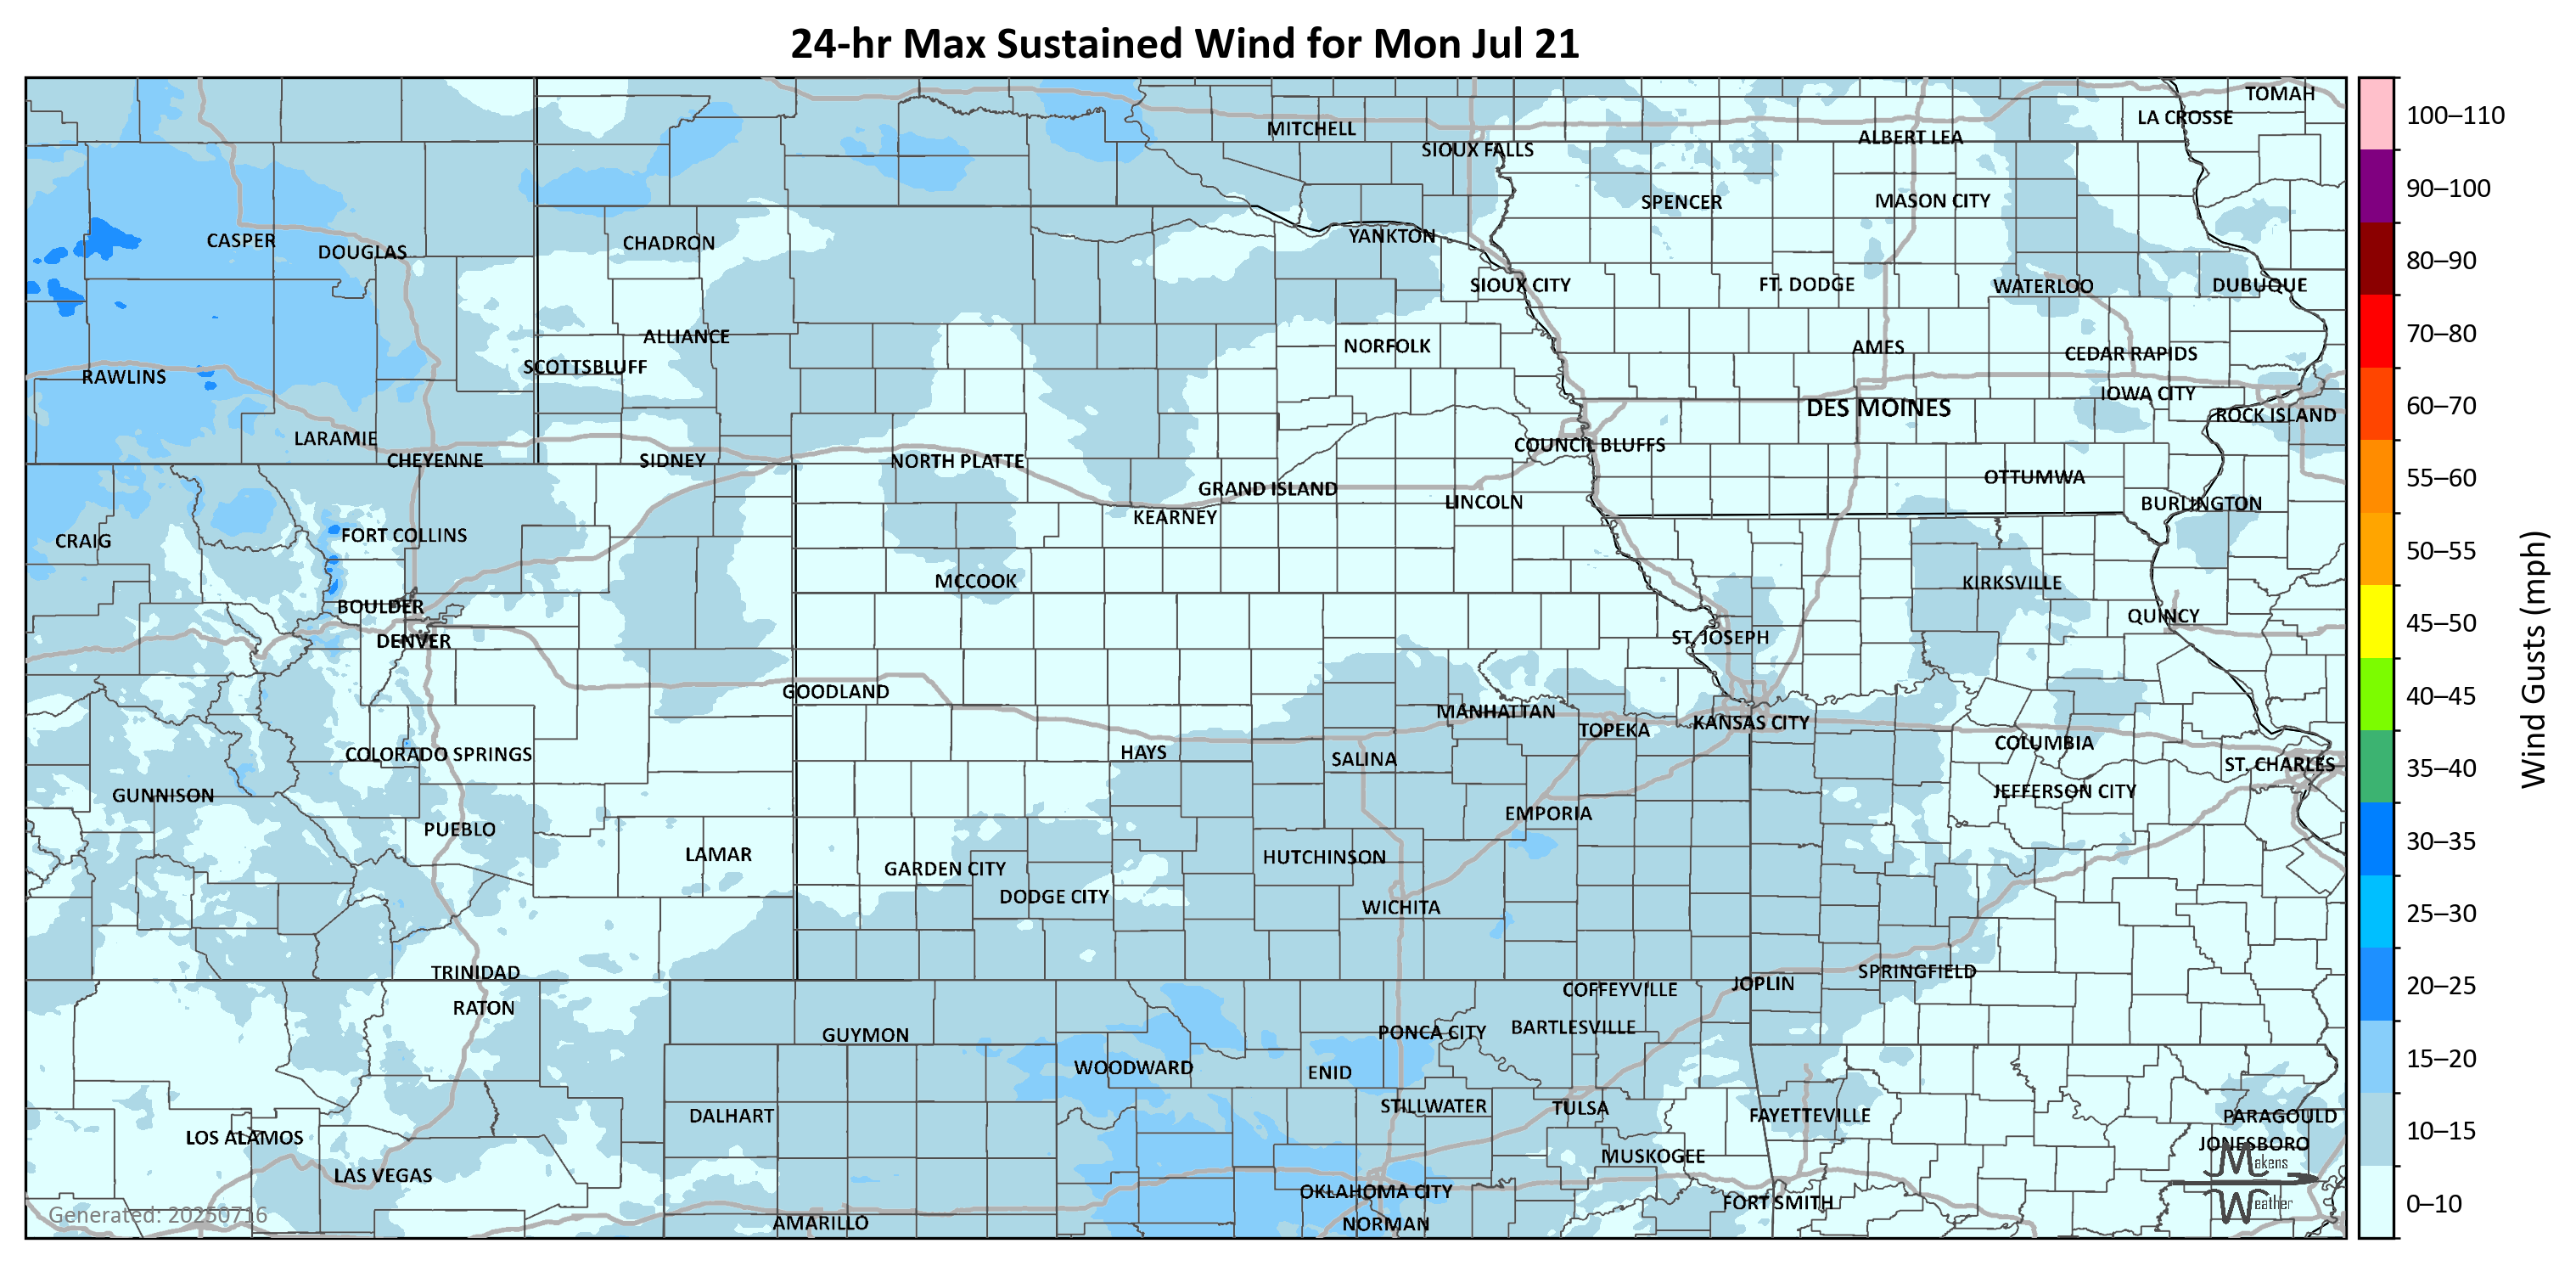 24-hr Max Sustained Wind for Mon Jul 21
TOMAH
LA CROSSE
MITCHELL
ALBERT LEA
SIOUX FALLS
SPENCER
MASON CITY
CASPER
DOUGLAS
CHADRON
YANKTON
SIOUX CITY
FT. DODGE
WATERLOO
DUBUQUE
ALLIANCE
NORFOLK
AMES
CEDAR RAPIDS
SCOTTSBLUFF
RAWLINS
IOWA CITY
DES MOINES
ROCK ISLAND
LARAMIE
COUNCIL BLUFFS
CHEYENNE
SIDNEY
NORTH PLATTE
OTTUMWA
GRAND ISLAND
LINCOLN
BURLINGTON
KEARNEY
FORT COLLINS
CRAIG
MCCOOK
KIRKSVILLE
BOULDER
QUINCY
DENVER
ST. JOSEPH
GOODLAND
MANHATTAN
TOPEKA
KANSAS CITY
COLUMBIA
COLORADO SPRINGS
HAYS
SALINA
ST. CHARLES
GUNNISON
JEFFERSON CITY
EMPORIA
PUEBLO
LAMAR
HUTCHINSON
GARDEN CITY
DODGE CITY
WICHITA
TRINIDAD
SPRINGFIELD
JOPLIN
COFFEYVILLE
RATON
GUYMON
PONCA CITY
BARTLESVILLE
WOODWARD
ENID
STILLWATER
TULSA
DALHART
FAYETTEVILLE
PARAGOULD
LOS ALAMOS
JONESBORO
MUSKOGEE
LAS VEGAS
OKLAHOMA CITY
FORT SMITH
AMARILLO
NORMAN
Generated: 20250716
Makens
Weather
100–110
90–100
80–90
70–80
60–70
55–60
50–55
45–50
40–45
35–40
30–35
25–30
20–25
15–20
10–15
0–10
Wind Gusts (mph)